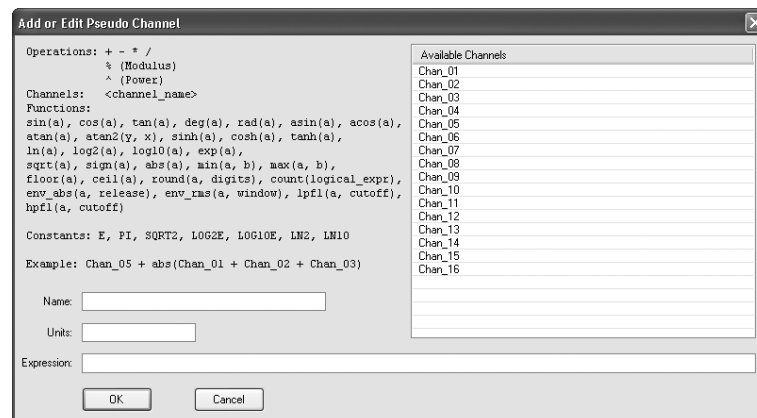 Add or Edit Pseudo Channel
Operations: + - * /
% (Modulus)
^ (Power)
Channels: <channel_name>
Functions:
sin(a), cos(a), tan(a), deg(a), rad(a), asin(a), acos(a),
atan(a), atan2(y, x), sinh(a), cosh(a), tanh(a),
ln(a), log2(a), log10(a), exp(a),
sqrt(a), sign(a), abs(a), min(a, b), max(a, b),
floor(a), ceil(a), round(a, digits), count(logical_expr),
env_abs(a, release), env_rms(a, window), lpf1(a, cutoff),
hpf1(a, cutoff)
Constants: E, PI, SQRT2, LOG2E, LOG10E, LN2, LN10
Example: Chan_05 + abs(Chan_01 + Chan_02 + Chan_03)
Available Channels
Chan_01
Chan_02
Chan_03
Chan_04
Chan_05
Chan_06
Chan_07
Chan_08
Chan_09
Chan_10
Chan_11
Chan_12
Chan_13
Chan_14
Chan_15
Chan_16
Name:
Units:
Expression:
OK
Cancel